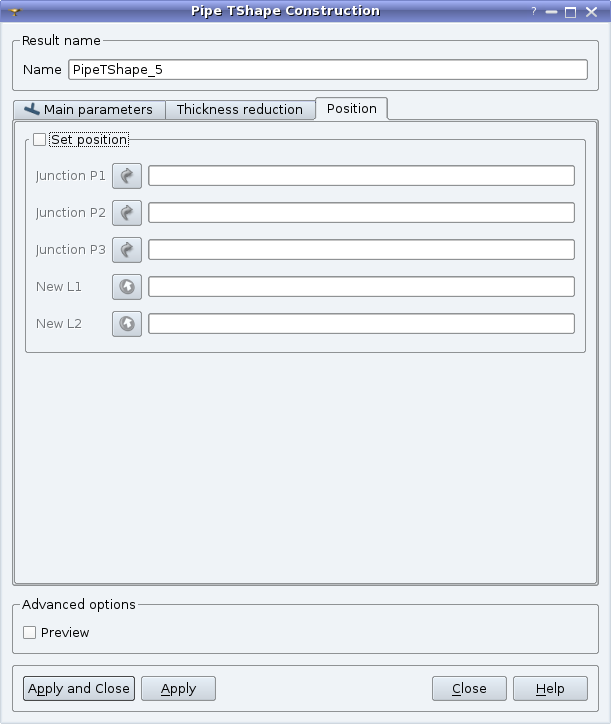 Pipe TShape Construction ?
Result name
Name PipeTShape_5
Main parameters Thickness reduction Position
Set position
Junction P1
Junction P2
Junction P3
New L1
New L2
Advanced options
Preview
Apply and Close Apply Close Help